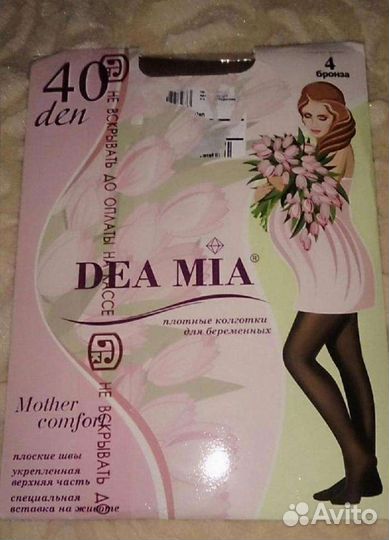 40
den
4
бронза
НЕ ВСКРЫВАТЬ ДО ОПЛАТЫ НА КАССЕ
DEA MIA®
плотные колготки
для беременных
Mother
comfort
НЕ ВСКРЫВАТЬ ДО
плоские швы
укрепленная
верхняя часть
специальная
вставка на животе
Avito